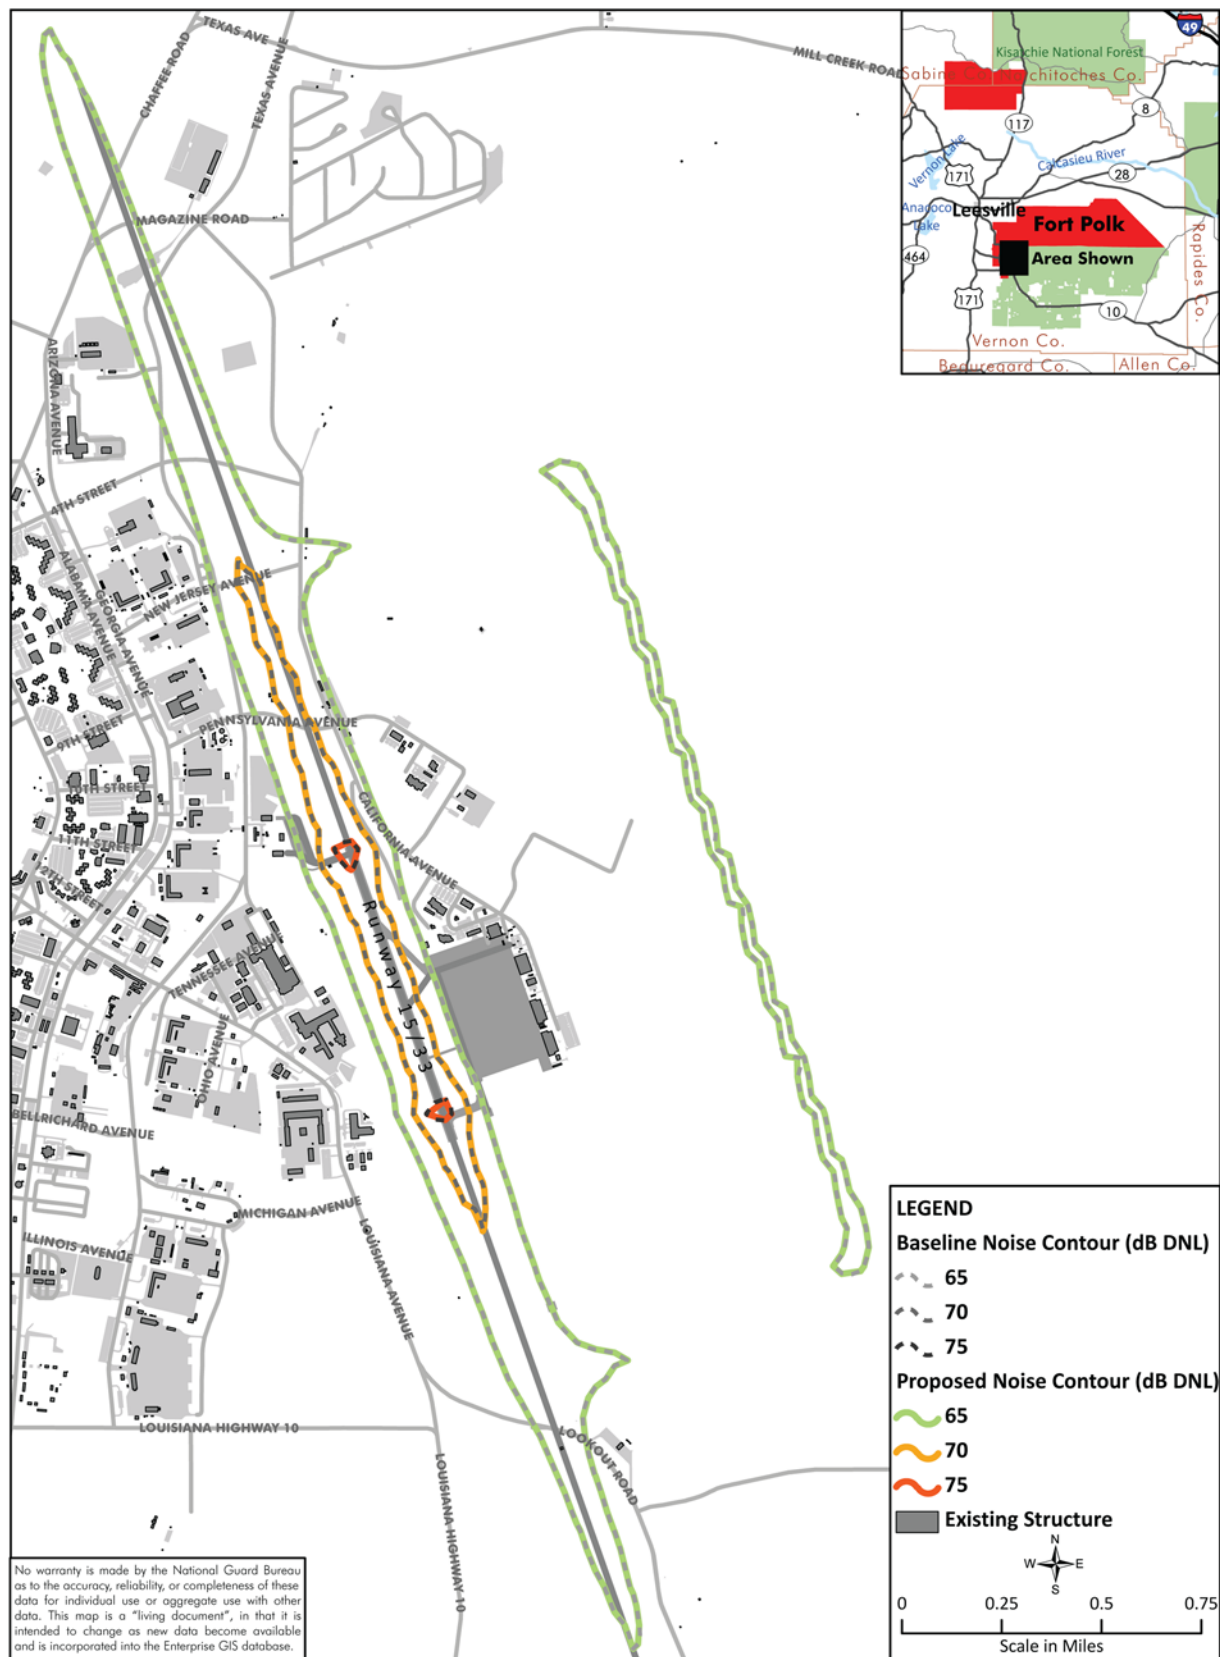 TEXAS AVE
CHAFFEE ROAD
TEXAS AVENUE
MILL CREEK ROAD
MAGAZINE ROAD
ARIZONA AVENUE
4TH STREET
ALABAMA AVENUE
GEORGIA AVENUE
NEW JERSEY AVENUE
9TH STREET
PENNSYLVANIA AVENUE
10TH STREET
11TH STREET
12TH STREET
CALIFORNIA AVENUE
Runway 15/33
TENNESSEE AVENUE
OHIO AVENUE
BELLRICHARD AVENUE
MICHIGAN AVENUE
ILLINOIS AVENUE
LOUISIANA AVENUE
LOUISIANA HIGHWAY 10
LOOKOUT ROAD
LOUISIANA HIGHWAY 10
49
Kisatchie National Forest
Sabine Co.
Natchitoches Co.
8
117
Vernon Lake
171
Calcasieu River
28
Anacoco
Lake
Leesville
Fort Polk
464
Area Shown
Rapides Co.
171
10
Vernon Co.
Beauregard Co.
Allen Co.
LEGEND
Baseline Noise Contour (dB DNL)
65
70
75
Proposed Noise Contour (dB DNL)
65
70
75
Existing Structure
N
W E
S
0 0.25 0.5 0.75
Scale in Miles
No warranty is made by the National Guard Bureau
as to the accuracy, reliability, or completeness of these
data for individual use or aggregate use with other
data. This map is a "living document", in that it is
intended to change as new data become available
and is incorporated into the Enterprise GIS database.